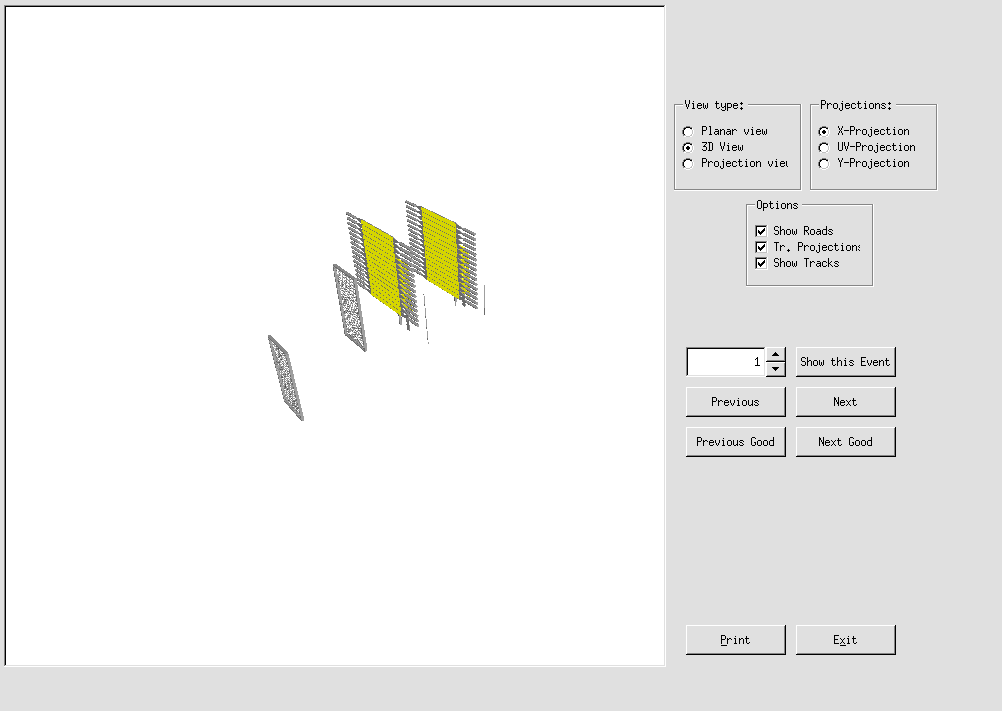 View type:
Projections:
Planar view
X-Projection
3D View
UV-Projection
Projection view
Y-Projection
Options
Show Roads
Tr. Projections
Show Tracks
1
Show this Event
Previous
Next
Previous Good
Next Good
Print
Exit